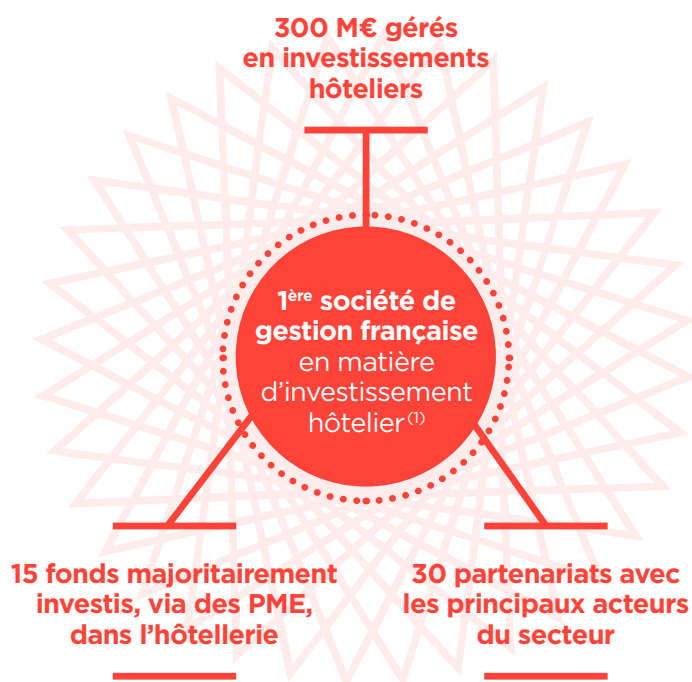 300 M€ gérés
en investissements
hôteliers
1ère société de
gestion française
en matière
d’investissement
hôtelier(1)
15 fonds majoritairement
investis, via des PME,
dans l’hôtellerie
30 partenariats avec
les principaux acteurs
du secteur